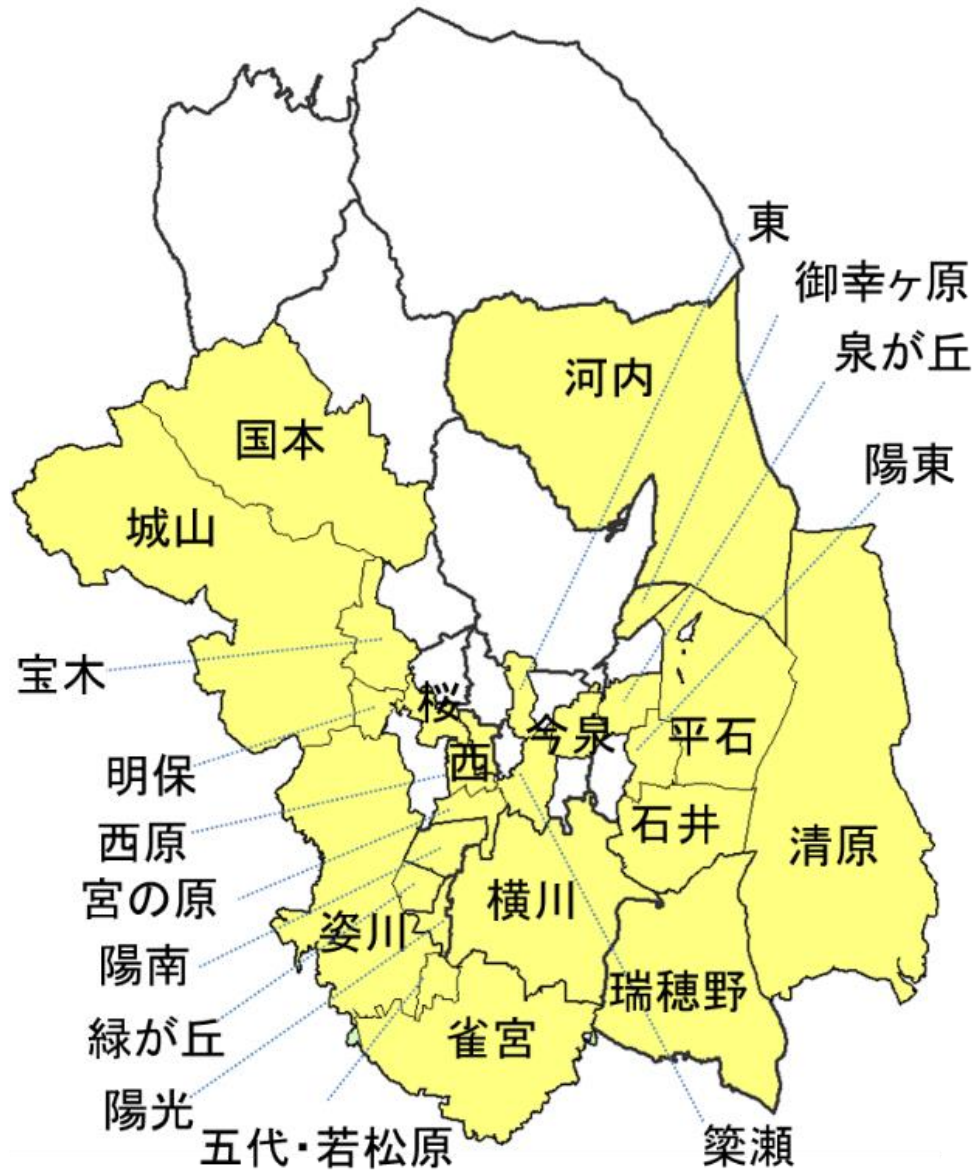 東
御幸ヶ原
泉が丘
河内
国本
陽東
城山
宝木
桜
今泉
平石
西
明保
石井
西原
清原
宮の原
横川
姿川
陽南
瑞穂野
緑が丘
雀宮
陽光
五代・若松原
簗瀬